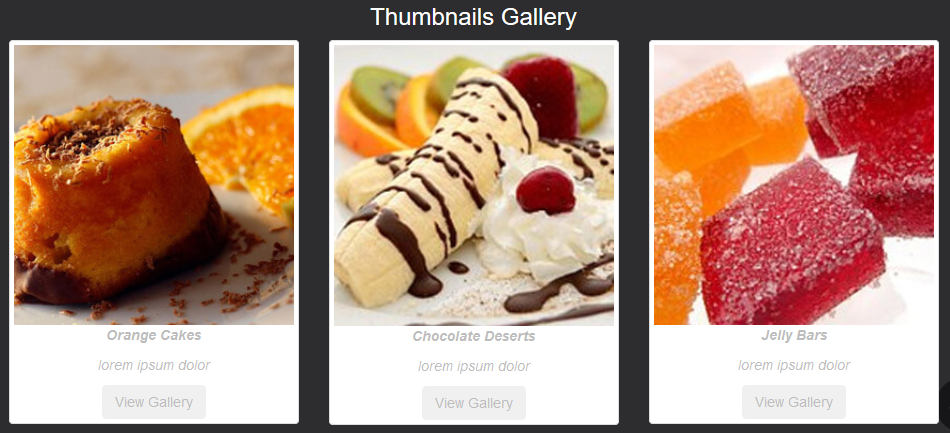 Thumbnails Gallery
Orange Cakes
lorem ipsum dolor
View Gallery
Chocolate Deserts
lorem ipsum dolor
View Gallery
Jelly Bars
lorem ipsum dolor
View Gallery